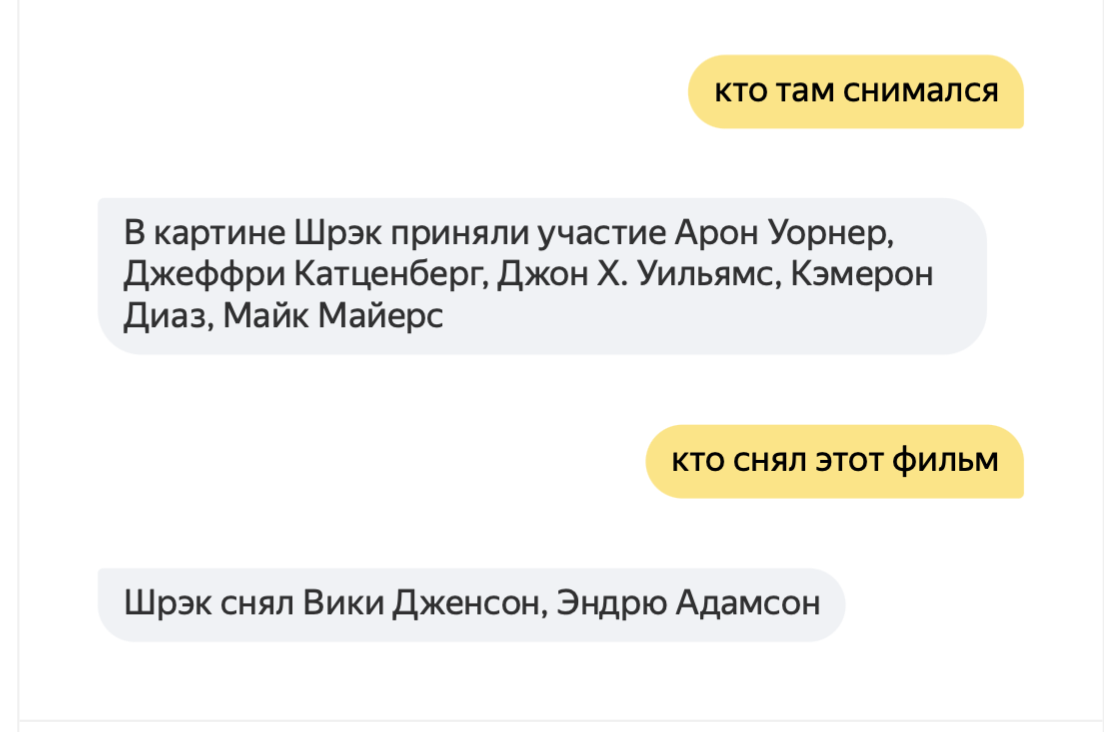 кто там снимался
В картине Шрэк приняли участие Арон Уорнер,
Джеффри Катценберг, Джон Х. Уильямс, Кэмерон
Диаз, Майк Майерс
кто снял этот фильм
Шрэк снял Вики Дженсон, Эндрю Адамсон